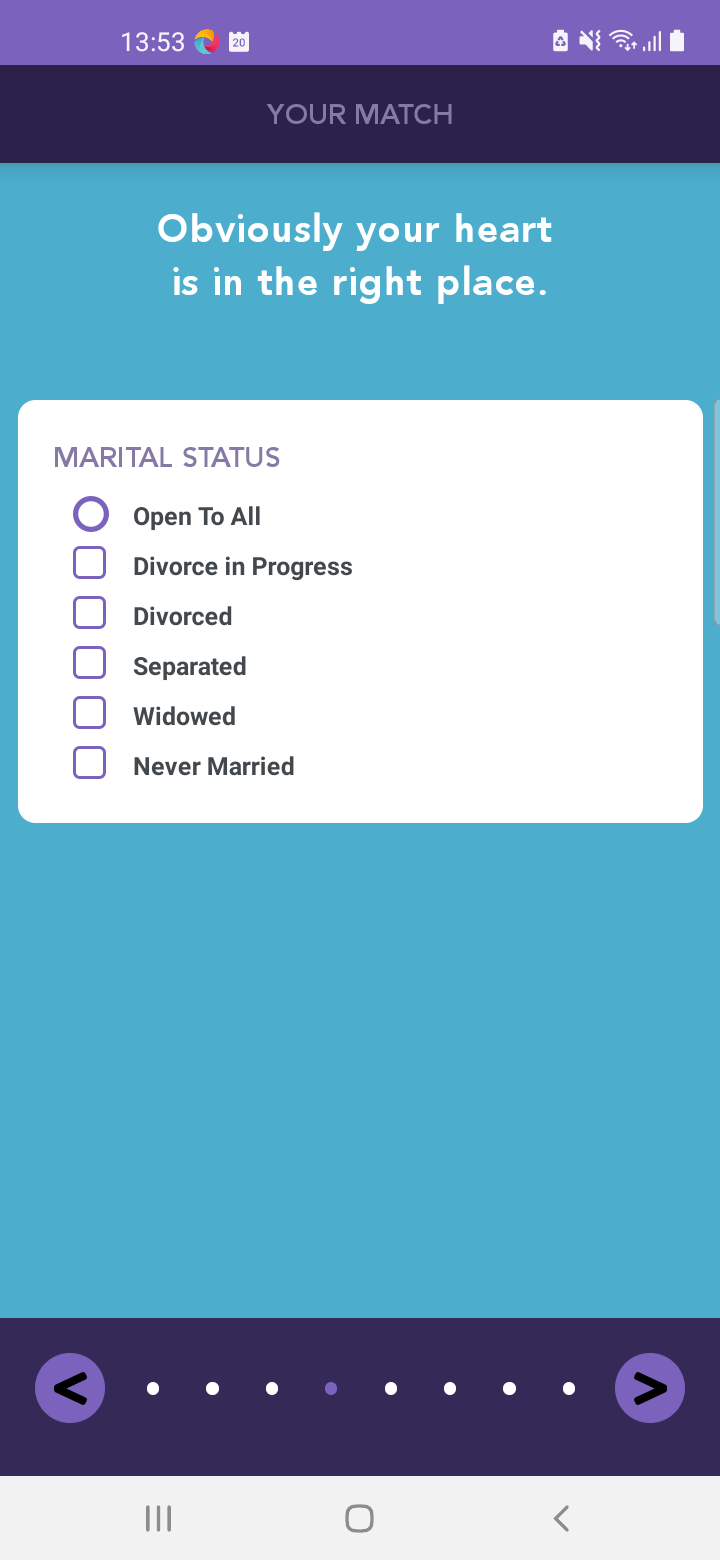 13:53 20
YOUR MATCH
Obviously your heart
is in the right place.
MARITAL STATUS
Open To All
Divorce in Progress
Divorced
Separated
Widowed
Never Married
< >